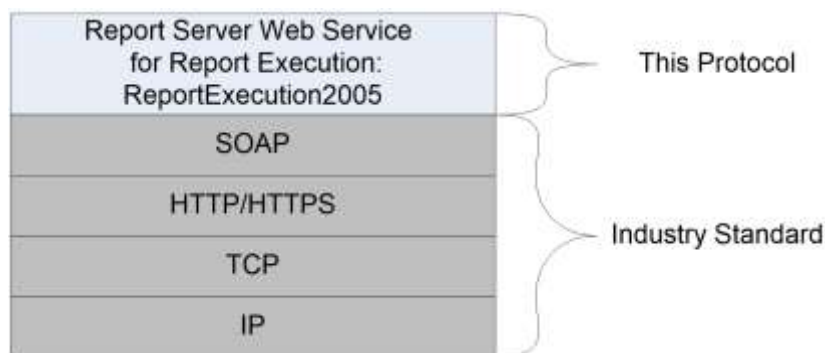 Report Server Web Service
for Report Execution:
ReportExecution2005
This Protocol
SOAP
HTTP/HTTPS
TCP
IP
Industry Standard